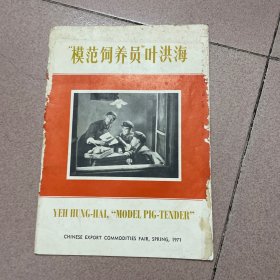 “模范饲养员”叶洪海
YEH HUNG-HAI, “MODEL PIG-TENDER”
CHINESE EXPORT COMMODITIES FAIR, SPRING, 1971